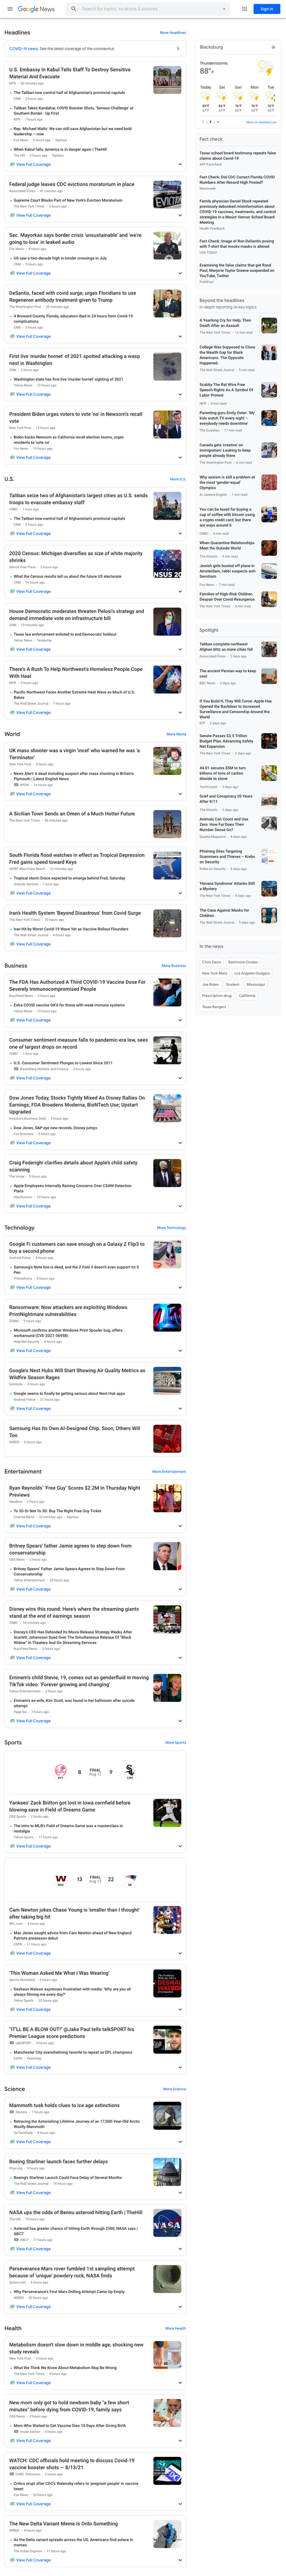 Google News
Search for topics, locations & sources
Sign in
Headlines
More Headlines
COVID-19 news: See the latest coverage of the coronavirus
U.S. Embassy In Kabul Tells Staff To Destroy Sensitive
Material And Evacuate
The Taliban now control half of Afghanistan's provincial capitals
Taliban Takes Kandahar, COVID Booster Shots, 'Serious Challenge' at
Southern Border · Up First
Rep. Michael Waltz: We can still save Afghanistan but we need bold
leadership -- now
When Kabul falls, America is in danger again | TheHill
View Full Coverage
Federal judge leaves CDC evictions moratorium in place
Supreme Court Blocks Part of New York's Eviction Moratorium
View Full Coverage
Sec. Mayorkas says border crisis 'unsustainable' and 'we're
going to lose' in leaked audio
US saw a two-decade high in border crossings in July
View Full Coverage
DeSantis, faced with covid surge, urges Floridians to use
Regeneron antibody treatment given to Trump
4 Broward County, Florida, educators died in 24 hours from Covid-19
complications
View Full Coverage
First live 'murder hornet' of 2021 spotted attacking a wasp
nest in Washington
Washington state has first live 'murder hornet' sighting of 2021
View Full Coverage
President Biden urges voters to vote 'no' in Newsom's recall
vote
Biden backs Newsom as California recall election looms, urges
residents to 'vote no'
View Full Coverage
U.S.
More U.S.
Taliban seize two of Afghanistan's largest cities as U.S. sends
troops to evacuate embassy staff
The Taliban now control half of Afghanistan's provincial capitals
View Full Coverage
2020 Census: Michigan diversifies as size of white majority
shrinks
What the Census results tell us about the future US electorate
View Full Coverage
House Democratic moderates threaten Pelosi's strategy and
demand immediate vote on infrastructure bill
Texas law enforcement enlisted to end Democrats' holdout
View Full Coverage
There's A Rush To Help Northwest's Homeless People Cope
With Heat
Pacific Northwest Faces Another Extreme Heat Wave as Much of U.S.
Bakes
View Full Coverage
World
More World
UK mass shooter was a virgin 'incel' who warned he was 'a
Terminator'
News Alert: 6 dead including suspect after mass shooting in Britain's
Plymouth | Latest English News
View Full Coverage
A Sicilian Town Sends an Omen of a Much Hotter Future
South Florida flood watches in effect as Tropical Depression
Fred gains speed toward Keys
Tropical storm Grace expected to emerge behind Fred, Saturday
View Full Coverage
Iran's Health System 'Beyond Disastrous' from Covid Surge
Iran Hit by Worst Covid-19 Wave Yet as Vaccine Rollout Flounders
View Full Coverage
Business
More Business
The FDA Has Authorized A Third COVID-19 Vaccine Dose For
Severely Immunocompromised People
Extra COVID vaccine OK'd for those with weak immune systems
View Full Coverage
Consumer sentiment measure falls to pandemic-era low, sees
one of largest drops on record
U.S. Consumer Sentiment Plunges to Lowest Since 2011
View Full Coverage
Dow Jones Today, Stocks Tightly Mixed As Disney Rallies On
Earnings; FDA Broadens Moderna, BioNTech Use; Upstart
Upgraded
Dow Jones, S&P eye new records, Disney jumps
View Full Coverage
Craig Federighi clarifies details about Apple's child safety
scanning
Apple Employees Internally Raising Concerns Over CSAM Detection
Plans
View Full Coverage
Technology
More Technology
Google Fi customers can save enough on a Galaxy Z Flip3 to
buy a second phone
Samsung's Note line is dead, and the Z Fold 3 doesn't even support its S
Pen
View Full Coverage
Ransomware: Now attackers are exploiting Windows
PrintNightmare vulnerabilities
Microsoft confirms another Windows Print Spooler bug, offers
workaround (CVE-2021-36958)
View Full Coverage
Google's Nest Hubs Will Start Showing Air Quality Metrics as
Wildfire Season Rages
Google seems to finally be getting serious about Nest Hub apps
View Full Coverage
Samsung Has Its Own AI-Designed Chip. Soon, Others Will
Too
Entertainment
More Entertainment
Ryan Reynolds' 'Free Guy' Scores $2.2M In Thursday Night
Previews
To 3D Or Not To 3D: Buy The Right Free Guy Ticket
View Full Coverage
Britney Spears' father Jamie agrees to step down from
conservatorship
Britney Spears' Father Jamie Spears Agrees to Step Down From
Conservatorship
View Full Coverage
Disney wins this round: Here's where the streaming giants
stand at the end of earnings season
Disney's CEO Has Defended Its Movie Release Strategy Weeks After
Scarlett Johansson Sued Over The Simultaneous Release Of "Black
Widow" In Theaters And On Streaming Services
View Full Coverage
Eminem's child Stevie, 19, comes out as genderfluid in moving
TikTok video: 'Forever growing and changing'
Eminem's ex-wife, Kim Scott, was found in her bathroom after suicide
attempt
View Full Coverage
Sports
More Sports
8 FINAL 9
Aug 12
Yankees' Zack Britton got lost in Iowa cornfield before
blowing save in Field of Dreams Game
The intro to MLB's Field of Dreams Game was a masterclass in
nostalgia
View Full Coverage
13 FINAL 22
Aug 12
Cam Newton jokes Chase Young is 'smaller than I thought'
after taking big hit
Mac Jones sought advice from Cam Newton ahead of New England
Patriots preseason debut
View Full Coverage
'This Woman Asked Me What I Was Wearing'
Deshaun Watson expresses frustration with media: 'Why are you all
always filming me every day?'
View Full Coverage
"IT'LL BE A BLOW OUT!" @Jake Paul tells talkSPORT his
Premier League score predictions
Manchester City overwhelming favorite to repeat as EPL champions
View Full Coverage
Science
More Science
Mammoth tusk holds clues to ice age extinctions
Retracing the Astonishing Lifetime Journey of an 17,000-Year-Old Arctic
Woolly Mammoth
View Full Coverage
Boeing Starliner launch faces further delays
Boeing's Starliner Launch Could Face Delay of Several Months
View Full Coverage
NASA ups the odds of Bennu asteroid hitting Earth | TheHill
Asteroid has greater chance of hitting Earth through 2300, NASA says |
ABC7
View Full Coverage
Perseverance Mars rover fumbled 1st sampling attempt
because of 'unique' powdery rock, NASA finds
Why Perseverance's First Mars Drilling Attempt Came Up Empty
View Full Coverage
Health
More Health
Metabolism doesn't slow down in middle age, shocking new
study reveals
What We Think We Know About Metabolism May Be Wrong
View Full Coverage
New mom only got to hold newborn baby "a few short
minutes" before dying from COVID-19, family says
Mom Who Waited to Get Vaccine Dies 10 Days After Giving Birth
View Full Coverage
WATCH: CDC officials hold meeting to discuss Covid-19
vaccine booster shots — 8/13/21
Critics erupt after CDC's Walensky refers to 'pregnant people' in vaccine
tweet
View Full Coverage
The New Delta Variant Meme Is Onto Something
As the Delta variant spreads across the US, Americans find solace in
memes
View Full Coverage
Blacksburg
Thunderstorms
88°F
Today Sat Sun Mon Tue
More on weather.com
Fact check
Texas school board testimony repeats false
claims about Covid-19
Fact Check: Did CDC Correct Florida COVID
Numbers After Record High Posted?
Family physician Daniel Stock repeated
previously debunked misinformation about
COVID-19 vaccines, treatments, and control
strategies in a Mount Vernon School Board
Meeting
Fact Check: Image of Ron DeSantis posing
with T-shirt that mocks masks is altered
Examining the false claims that got Rand
Paul, Marjorie Taylor Greene suspended on
YouTube, Twitter
Beyond the headlines
In-depth reporting on key topics
A Yearlong Cry for Help, Then
Death After an Assault
College Was Supposed to Close
the Wealth Gap for Black
Americans. The Opposite
Happened.
Scabby The Rat Wins Free
Speech Rights As A Symbol Of
Labor Protest
Parenting guru Emily Oster: 'My
kids watch TV every night –
everybody needs downtime'
Canada gets 'creative' on
immigration: Looking to keep
people already there
Why sexism is still a problem at
the most 'gender-equal'
Olympics
You can be taxed for buying a
cup of coffee with bitcoin using
a crypto credit card, but there
are ways around it
When Quarantine Relationships
Meet the Outside World
Jewish girls booted off plane in
Amsterdam, rabbi suspects anti-
Semitism
Families of High-Risk Children
Despair Over Covid Resurgence
Spotlight
Taliban complete northeast
Afghan blitz as more cities fall
The ancient Persian way to keep
cool
If You Build It, They Will Come: Apple Has
Opened the Backdoor to Increased
Surveillance and Censorship Around the
World
Senate Passes $3.5 Trillion
Budget Plan, Advancing Safety
Net Expansion
44.01 secures $5M to turn
billions of tons of carbon
dioxide to stone
Grief and Conspiracy 20 Years
After 9/11
Animals Can Count and Use
Zero. How Far Does Their
Number Sense Go?
Phishing Sites Targeting
Scammers and Thieves – Krebs
on Security
'Havana Syndrome' Attacks Still
a Mystery
The Case Against Masks for
Children
In the news
Chris Davis Baltimore Orioles
New York Mets Los Angeles Dodgers
Joe Biden Student Mississippi
Prescription drug California
Texas Rangers